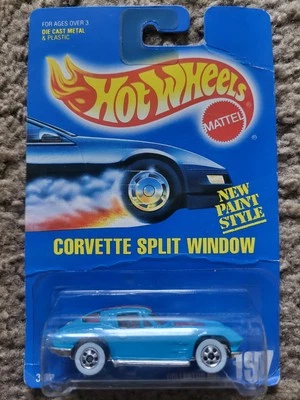 FOR AGES OVER 3
DIE CAST METAL
& PLASTIC
Hot Wheels
MATTEL
NEW
PAINT
STYLE
CORVETTE SPLIT WINDOW